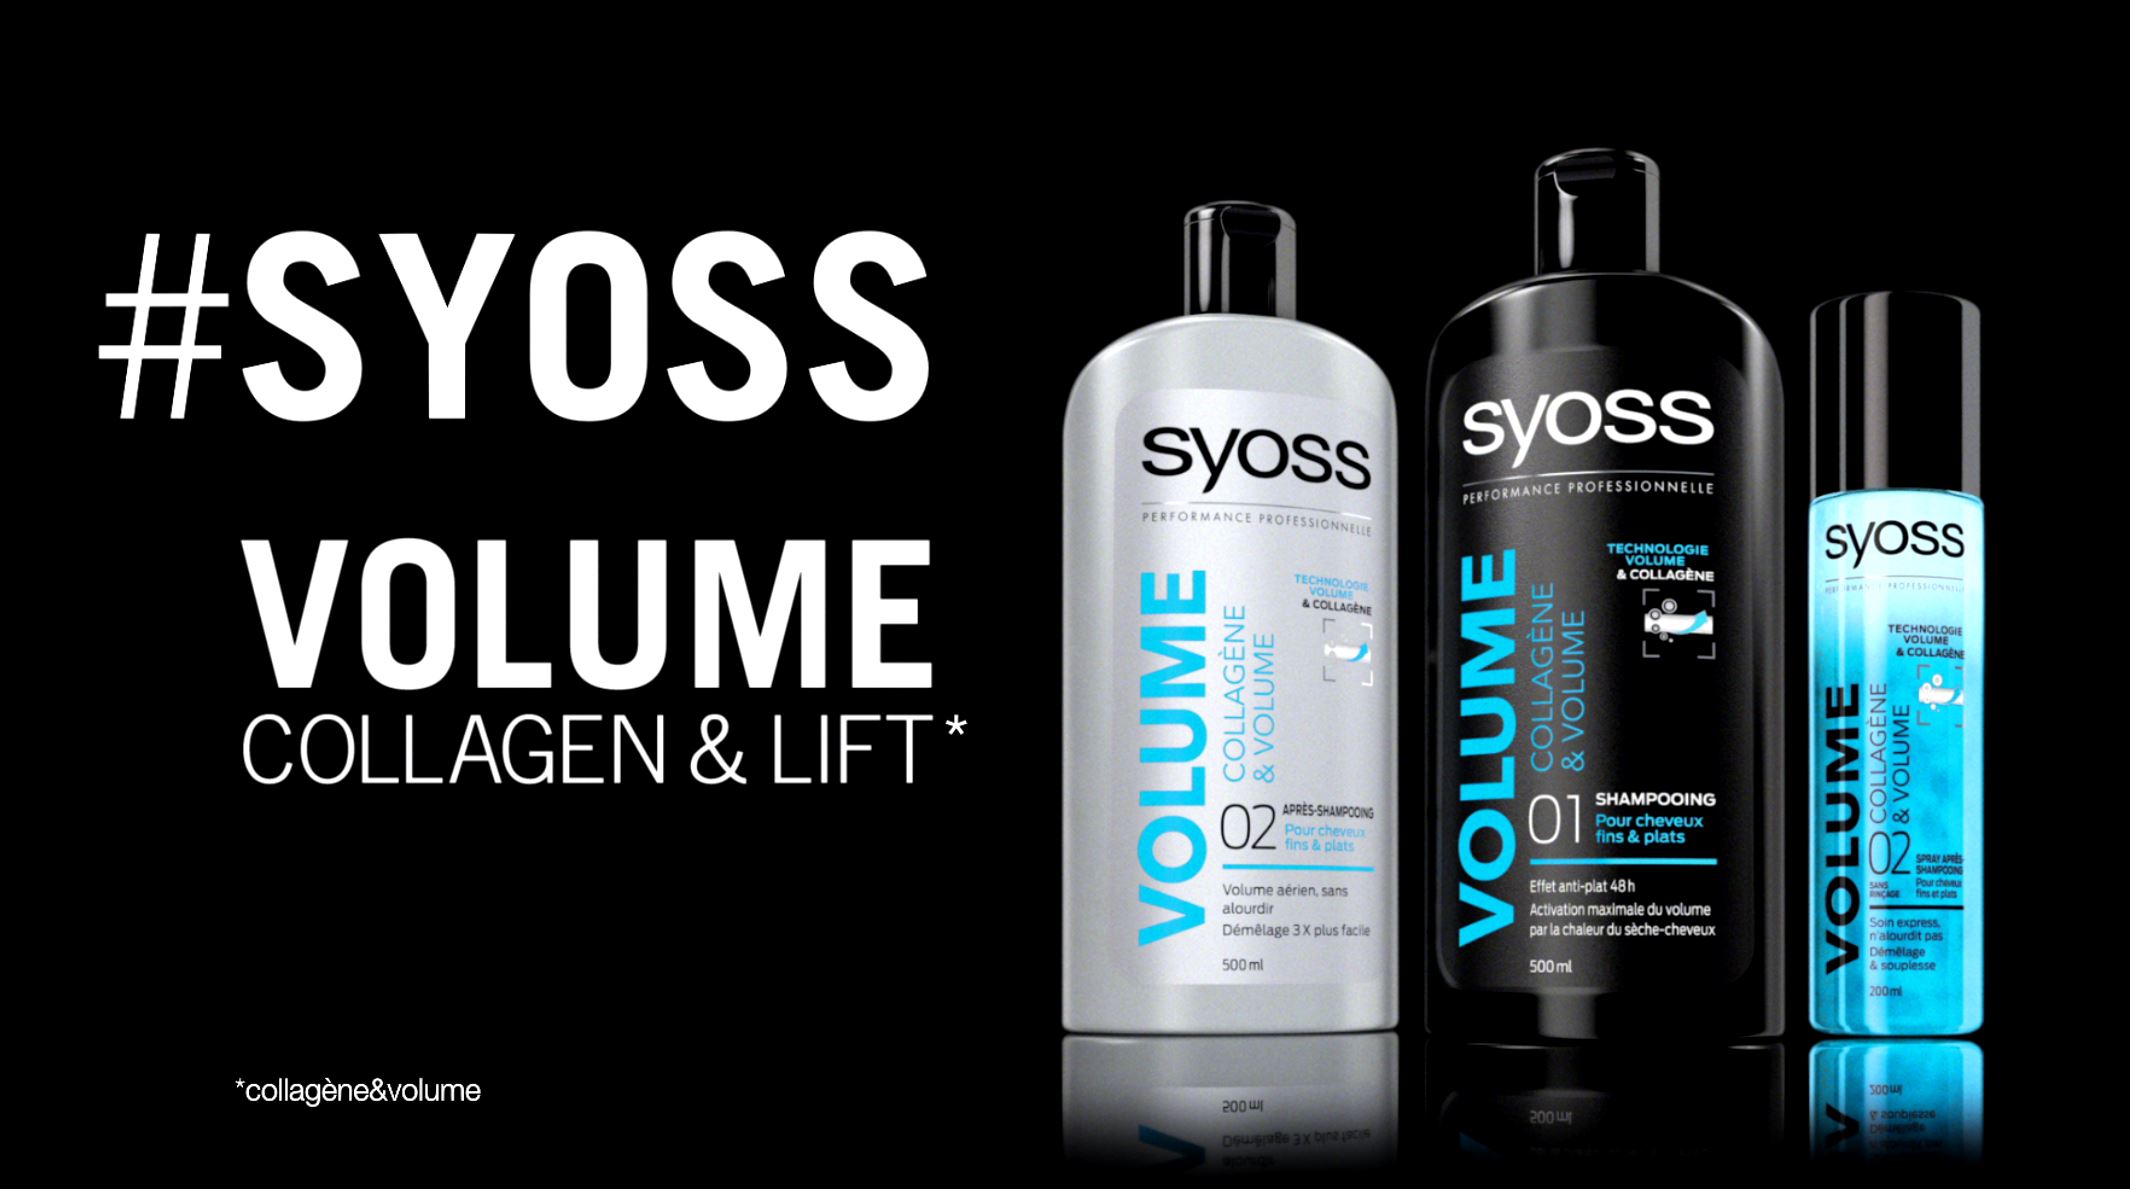 #SYOSS
VOLUME
COLLAGEN & LIFT*
*collagène&volume
syoss
PERFORMANCE PROFESSIONNELLE
TECHNOLOGIE
VOLUME
& COLLAGÈNE
VOLUME
COLLAGÈNE
& VOLUME
02
APRÈS-SHAMPOOING
Pour cheveux
fins & plats
Volume aérien, sans
alourdir
Démêlage 3 X plus facile
500 ml
syoss
PERFORMANCE PROFESSIONNELLE
TECHNOLOGIE
VOLUME
& COLLAGÈNE
VOLUME
COLLAGÈNE
& VOLUME
01
SHAMPOOING
Pour cheveux
fins & plats
Effet anti-plat 48 h
Activation maximale du volume
par la chaleur du sèche-cheveux
500 ml
syoss
PERFORMANCE PROFESSIONNELLE
TECHNOLOGIE
VOLUME
& COLLAGÈNE
VOLUME
COLLAGÈNE
& VOLUME
02
SANS
RINÇAGE
SPRAY APRÈS-
SHAMPOOING
Pour cheveux
fins et plats
Soin express,
n'alourdit pas
Démêlage
& souplesse
200 ml